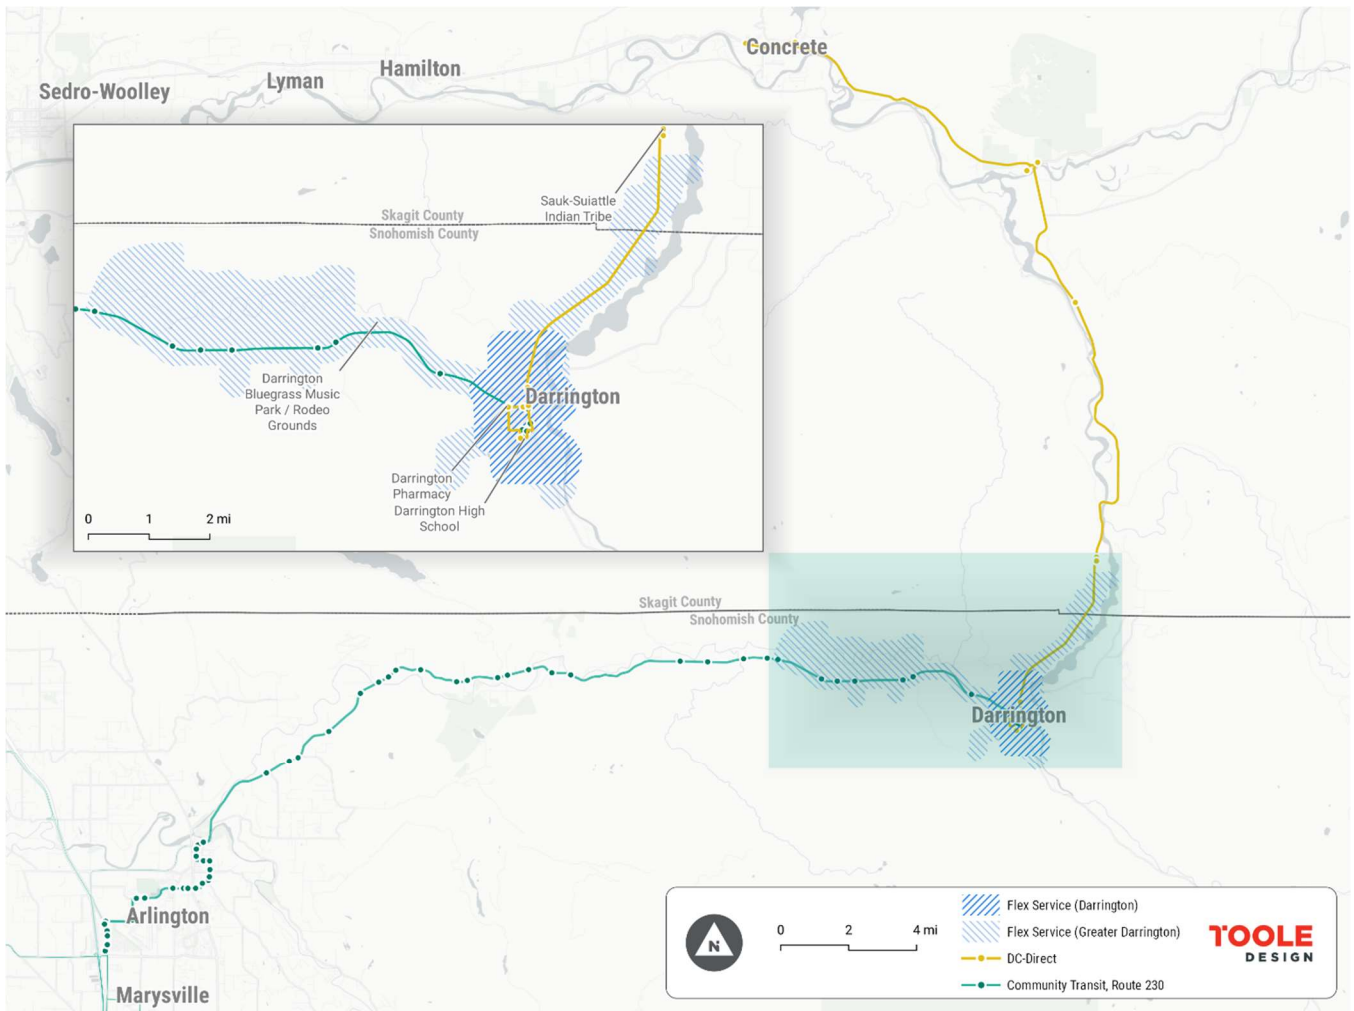 Concrete
Hamilton
Lyman
Sedro-Woolley
Sauk-Suiattle
Indian Tribe
Skagit County
Snohomish County
Darrington
Bluegrass Music
Park / Rodeo
Grounds
Darrington
Darrington
Pharmacy
Darrington High
School
0 1 2 mi
Skagit County
Snohomish County
Darrington
Arlington
Marysville
N
0 2 4 mi
Flex Service (Darrington)
Flex Service (Greater Darrington)
DC-Direct
Community Transit, Route 230
TOOLE
DESIGN